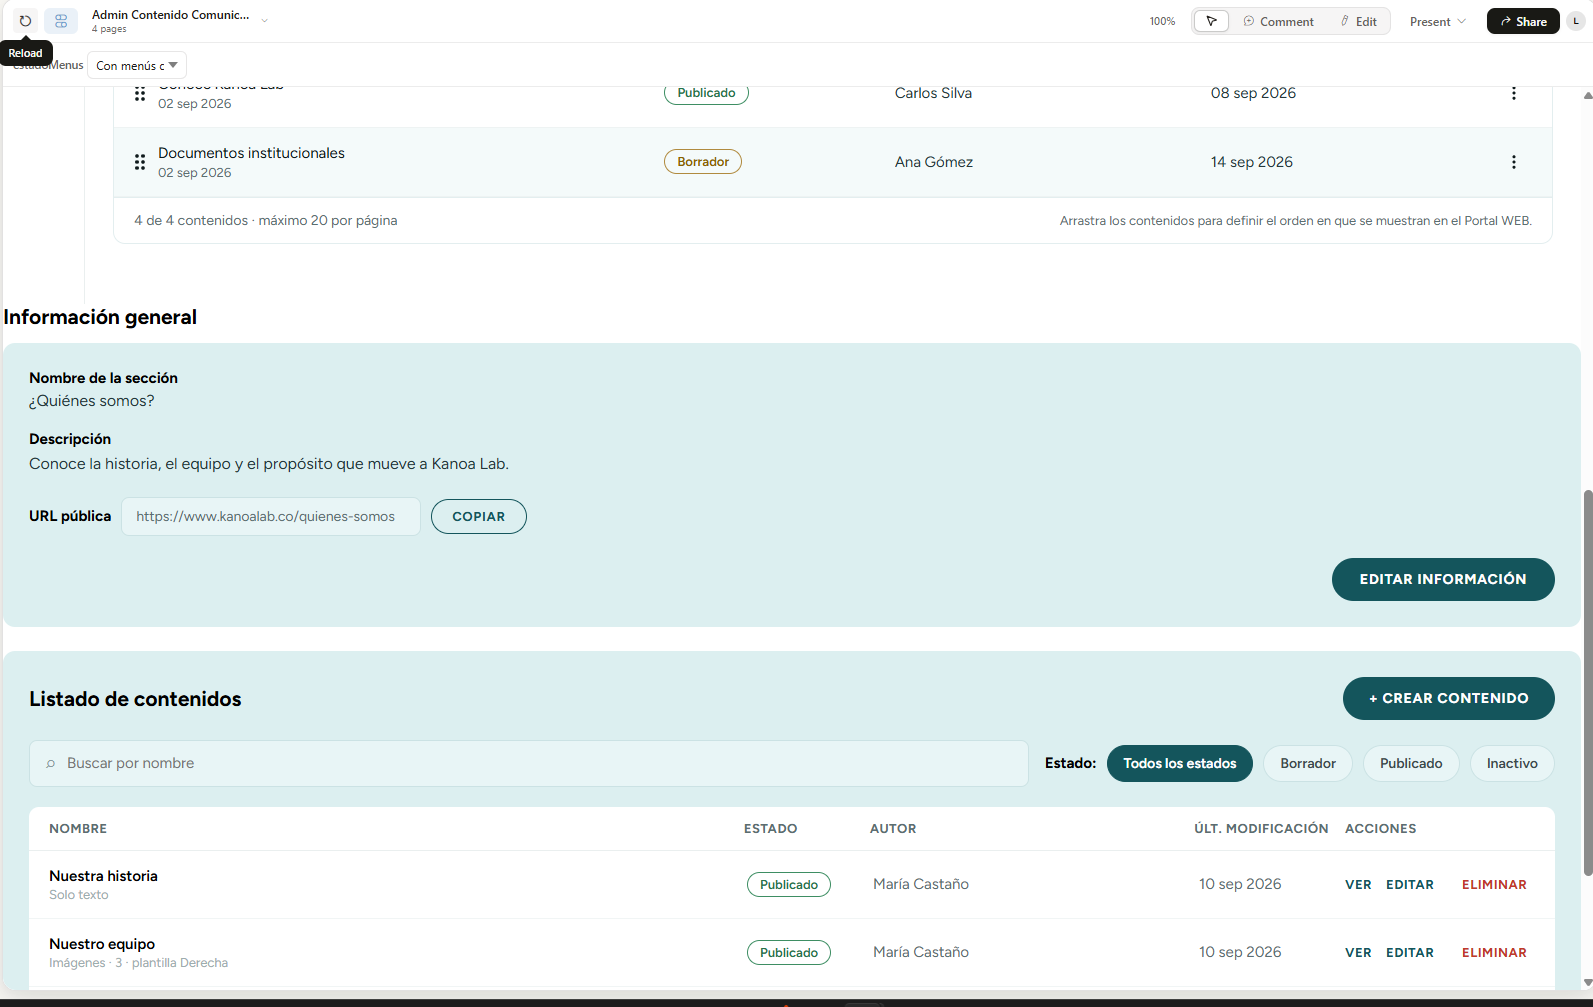 Admin Contenido Comunic...
4 pages
100%
Comment
Edit
Present
Share
L
Reload
estadoMenus
Con menús c
Conoce Kanoa Lab
02 sep 2026
Publicado
Carlos Silva
08 sep 2026
Documentos institucionales
02 sep 2026
Borrador
Ana Gómez
14 sep 2026
4 de 4 contenidos · máximo 20 por página
Arrastra los contenidos para definir el orden en que se muestran en el Portal WEB.
Información general
Nombre de la sección
¿Quiénes somos?
Descripción
Conoce la historia, el equipo y el propósito que mueve a Kanoa Lab.
URL pública
https://www.kanoalab.co/quienes-somos
COPIAR
EDITAR INFORMACIÓN
Listado de contenidos
+ CREAR CONTENIDO
Buscar por nombre
Estado:
Todos los estados
Borrador
Publicado
Inactivo
NOMBRE
ESTADO
AUTOR
ÚLT. MODIFICACIÓN
ACCIONES
Nuestra historia
Solo texto
Publicado
María Castaño
10 sep 2026
VER
EDITAR
ELIMINAR
Nuestro equipo
Imágenes · 3 · plantilla Derecha
Publicado
María Castaño
10 sep 2026
VER
EDITAR
ELIMINAR